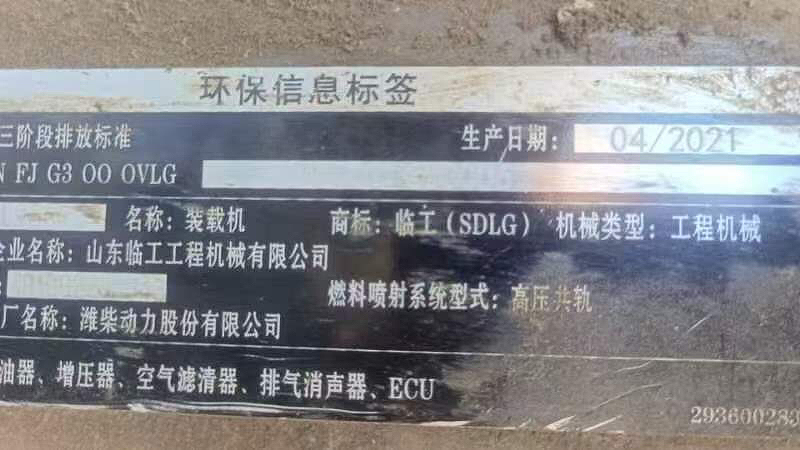 环保信息标签
三阶段排放标准 生产日期: 04/2021
N FJ G3 OO OVLG
名称: 装载机 商标: 临工(SDLG) 机械类型: 工程机械
企业名称: 山东临工工程机械有限公司
燃料喷射系统型式: 高压共轨
厂名称: 潍柴动力股份有限公司
油器、增压器、空气滤清器、排气消声器、ECU
293600283